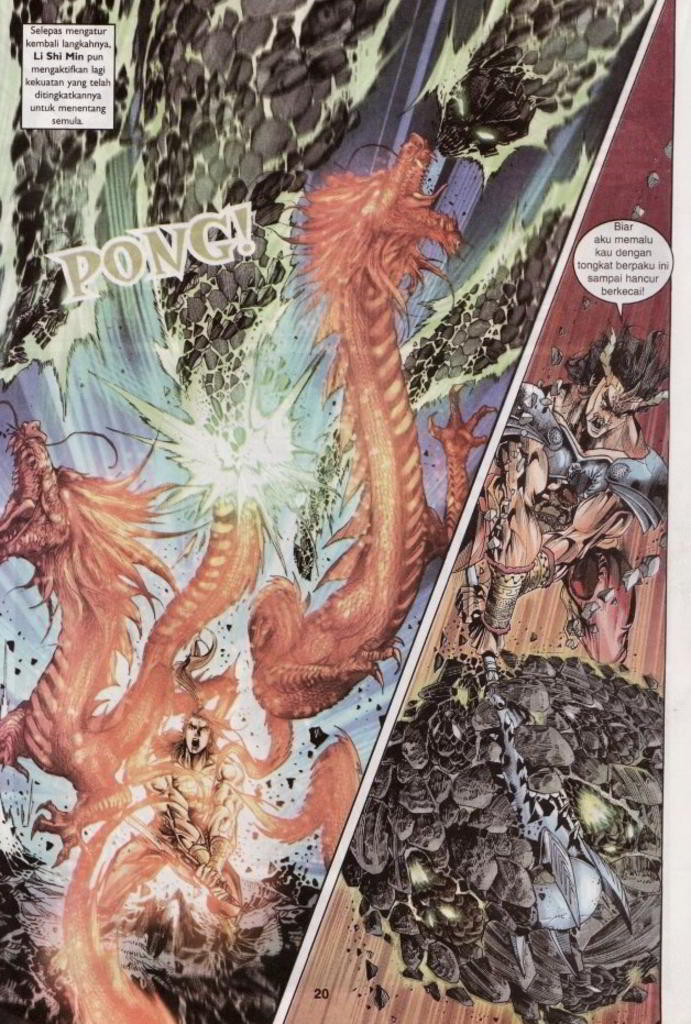 Selepas mengatur
kembali langkahnya,
Li Shi Min pun
mengaktifkan lagi
kekuatan yang telah
ditingkatkannya
untuk menentang
semula.
PONG!
Biar
aku memalu
kau dengan
tongkat berpaku ini
sampai hancur
berkecai!
20